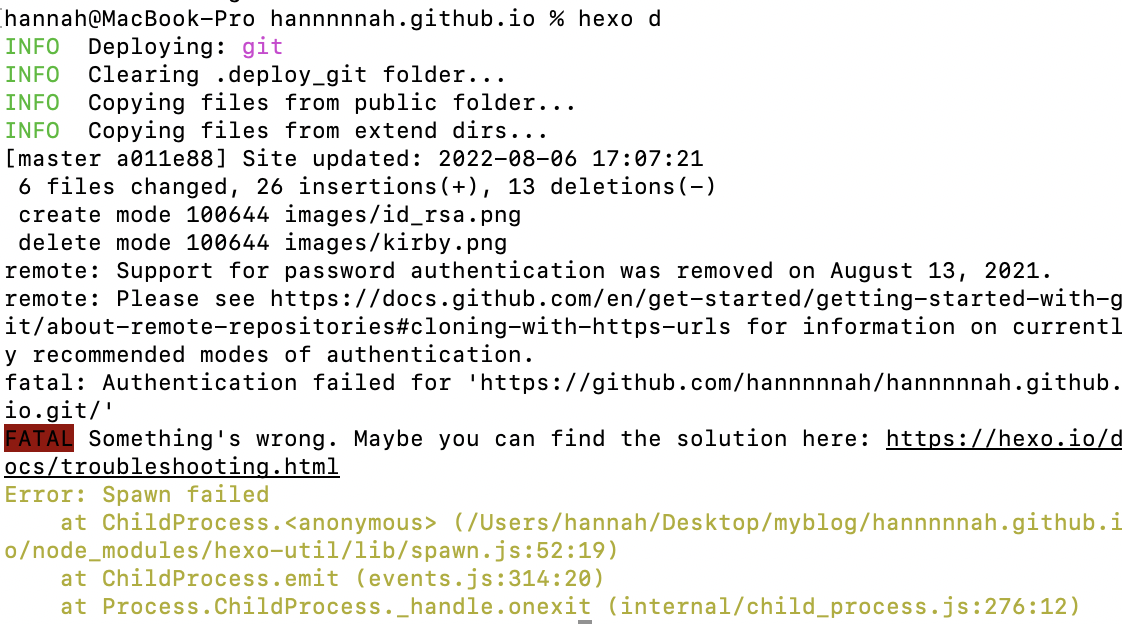 hannah@MacBook-Pro hannnnnah.github.io % hexo d
INFO  Deploying: git
INFO  Clearing .deploy_git folder...
INFO  Copying files from public folder...
INFO  Copying files from extend dirs...
[master a011e88] Site updated: 2022-08-06 17:07:21
 6 files changed, 26 insertions(+), 13 deletions(-)
 create mode 100644 images/id_rsa.png
 delete mode 100644 images/kirby.png
remote: Support for password authentication was removed on August 13, 2021.
remote: Please see https://docs.github.com/en/get-started/getting-started-with-g
it/about-remote-repositories#cloning-with-https-urls for information on currentl
y recommended modes of authentication.
fatal: Authentication failed for 'https://github.com/hannnnnah/hannnnnah.github.
io.git/'
FATAL Something's wrong. Maybe you can find the solution here: https://hexo.io/d
ocs/troubleshooting.html
Error: Spawn failed
    at ChildProcess.<anonymous> (/Users/hannah/Desktop/myblog/hannnnnah.github.i
o/node_modules/hexo-util/lib/spawn.js:52:19)
    at ChildProcess.emit (events.js:314:20)
    at Process.ChildProcess._handle.onexit (internal/child_process.js:276:12)